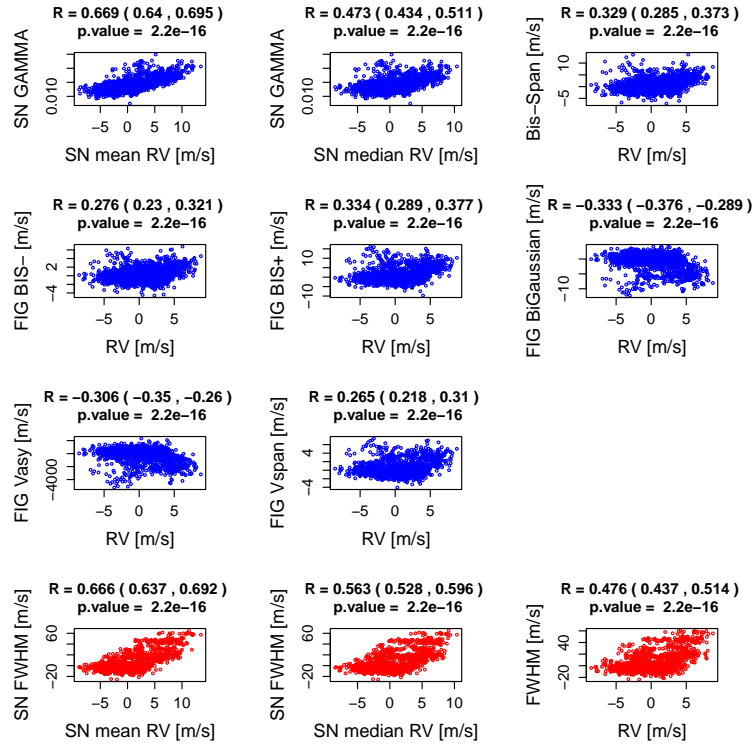 R = 0.669 ( 0.64 , 0.695 )
p.value = 2.2e−16
SN GAMMA
0.010
−5 0 5 10
SN mean RV [m/s]
R = 0.473 ( 0.434 , 0.511 )
p.value = 2.2e−16
SN GAMMA
0.010
−5 0 5 10
SN median RV [m/s]
R = 0.329 ( 0.285 , 0.373 )
p.value = 2.2e−16
Bis−Span [m/s]
−5 10
−5 0 5
RV [m/s]
R = 0.276 ( 0.23 , 0.321 )
p.value = 2.2e−16
FIG BIS− [m/s]
−4 2
−5 0 5
RV [m/s]
R = 0.334 ( 0.289 , 0.377 )
p.value = 2.2e−16
FIG BIS+ [m/s]
−10 10
−5 0 5
RV [m/s]
R = −0.333 ( −0.376 , −0.289 )
p.value = 2.2e−16
FIG BiGaussian [m/s]
−10
−5 0 5
RV [m/s]
R = −0.306 ( −0.35 , −0.26 )
p.value = 2.2e−16
FIG Vasy [m/s]
−4000
−5 0 5
RV [m/s]
R = 0.265 ( 0.218 , 0.31 )
p.value = 2.2e−16
FIG Vspan [m/s]
−4 4
−5 0 5
RV [m/s]
R = 0.666 ( 0.637 , 0.692 )
p.value = 2.2e−16
SN FWHM [m/s]
−20 60
−5 0 5 10
SN mean RV [m/s]
R = 0.563 ( 0.528 , 0.596 )
p.value = 2.2e−16
SN FWHM [m/s]
−20 60
−5 0 5 10
SN median RV [m/s]
R = 0.476 ( 0.437 , 0.514 )
p.value = 2.2e−16
FWHM [m/s]
−20 40
−5 0 5
RV [m/s]